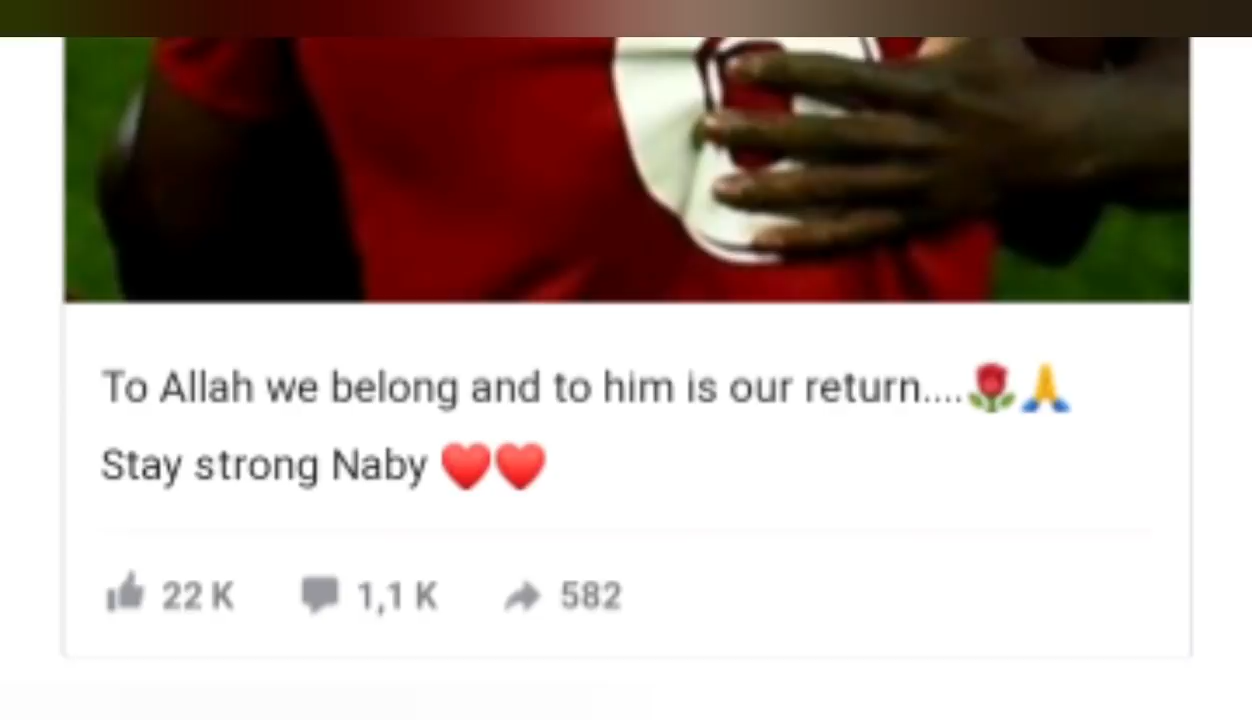 To Allah we belong and to him is our return....🌹🙏
Stay strong Naby ❤️❤️
22 K 1,1 K 582